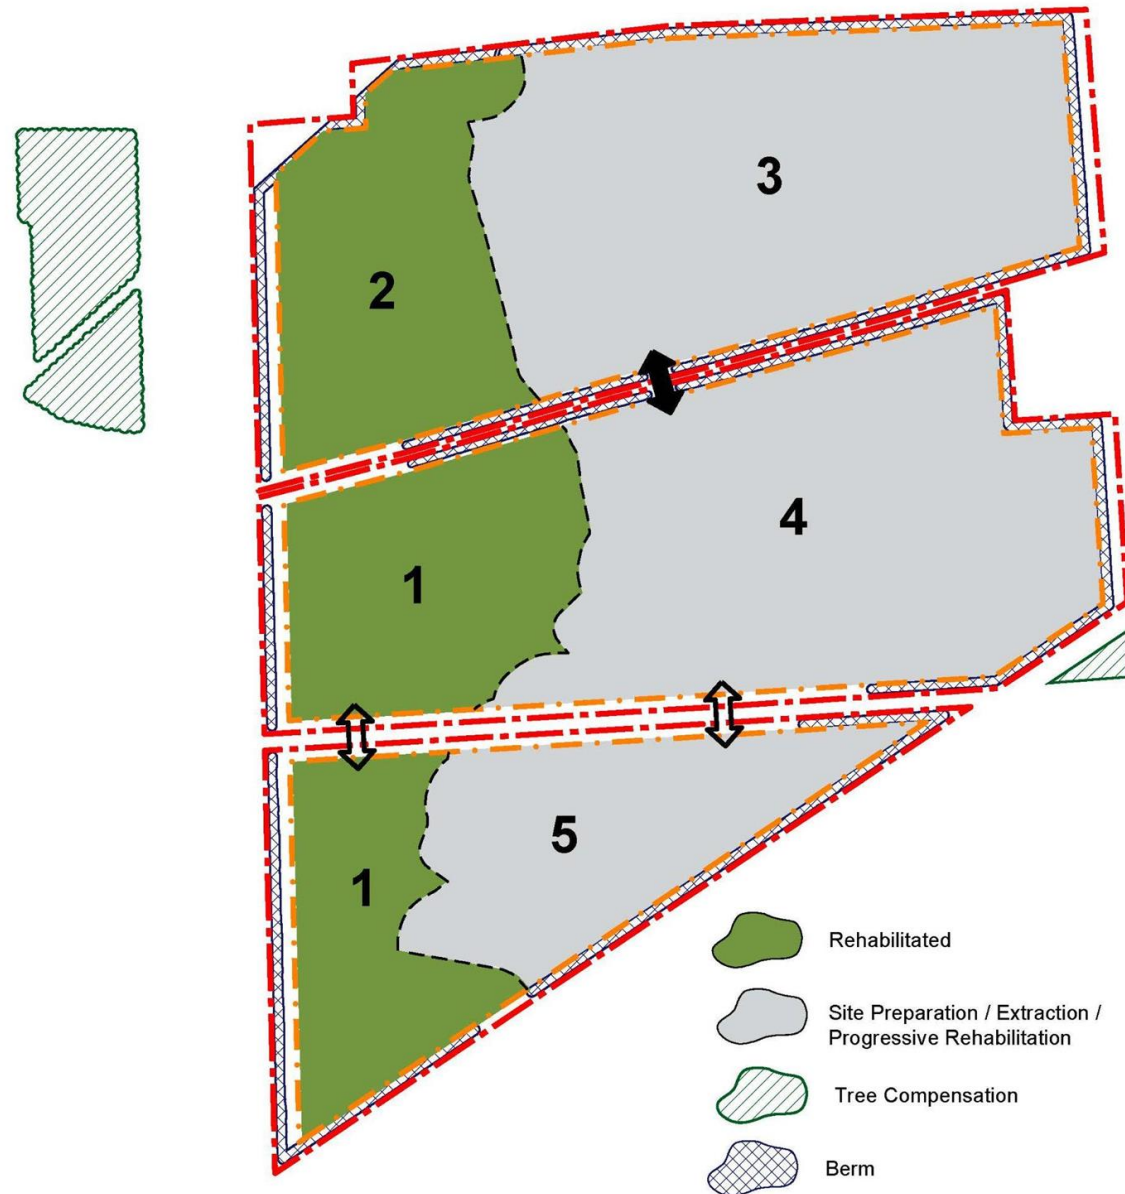 3
2
4
1
5
1
Rehabilitated
Site Preparation / Extraction /
Progressive Rehabilitation
Tree Compensation
Berm